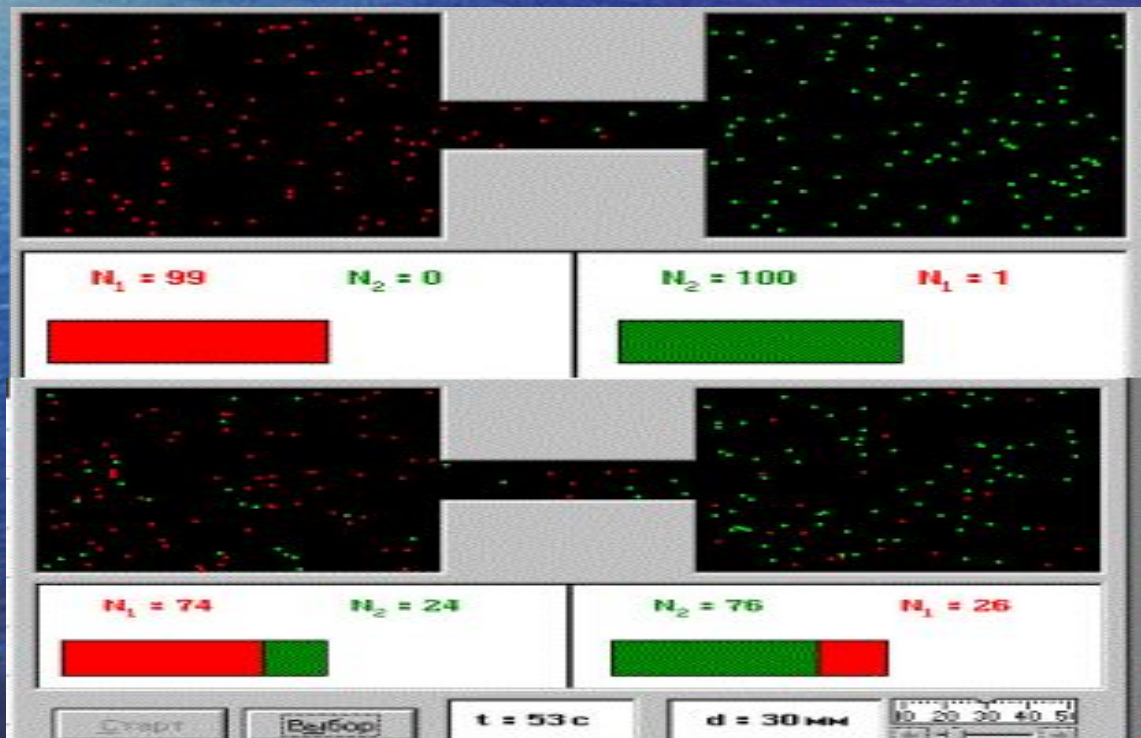 N₁ = 99 N₂ = 0 N₂ = 100 N₁ = 1
N₁ = 74 N₂ = 24 N₂ = 76 N₁ = 26
Старт Выбор t = 53 с d = 30 мм 10 20 30 40 5